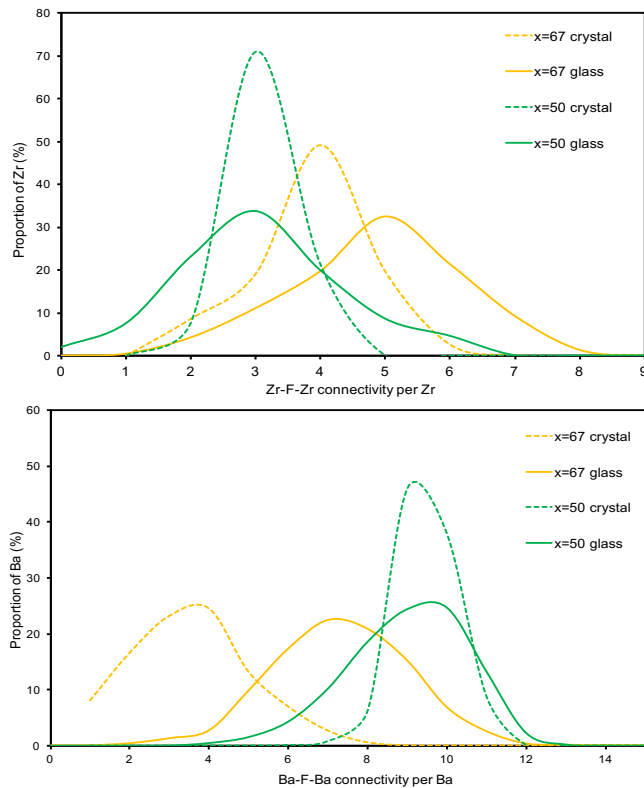 80
70
60
50
40
30
20
10
0
Proportion of Zr (%)
x=67 crystal
x=67 glass
x=50 crystal
x=50 glass
0 1 2 3 4 5 6 7 8 9
Zr-F-Zr connectivity per Zr
60
50
40
30
20
10
0
Proportion of Ba (%)
x=67 crystal
x=67 glass
x=50 crystal
x=50 glass
0 2 4 6 8 10 12 14
Ba-F-Ba connectivity per Ba